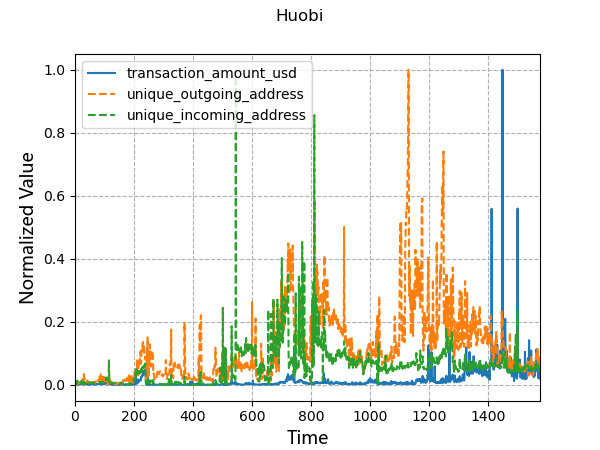 Huobi
1.0
0.8
0.6
0.4
0.2
0.0
Normalized Value
transaction_amount_usd
unique_outgoing_address
unique_incoming_address
0 200 400 600 800 1000 1200 1400
Time